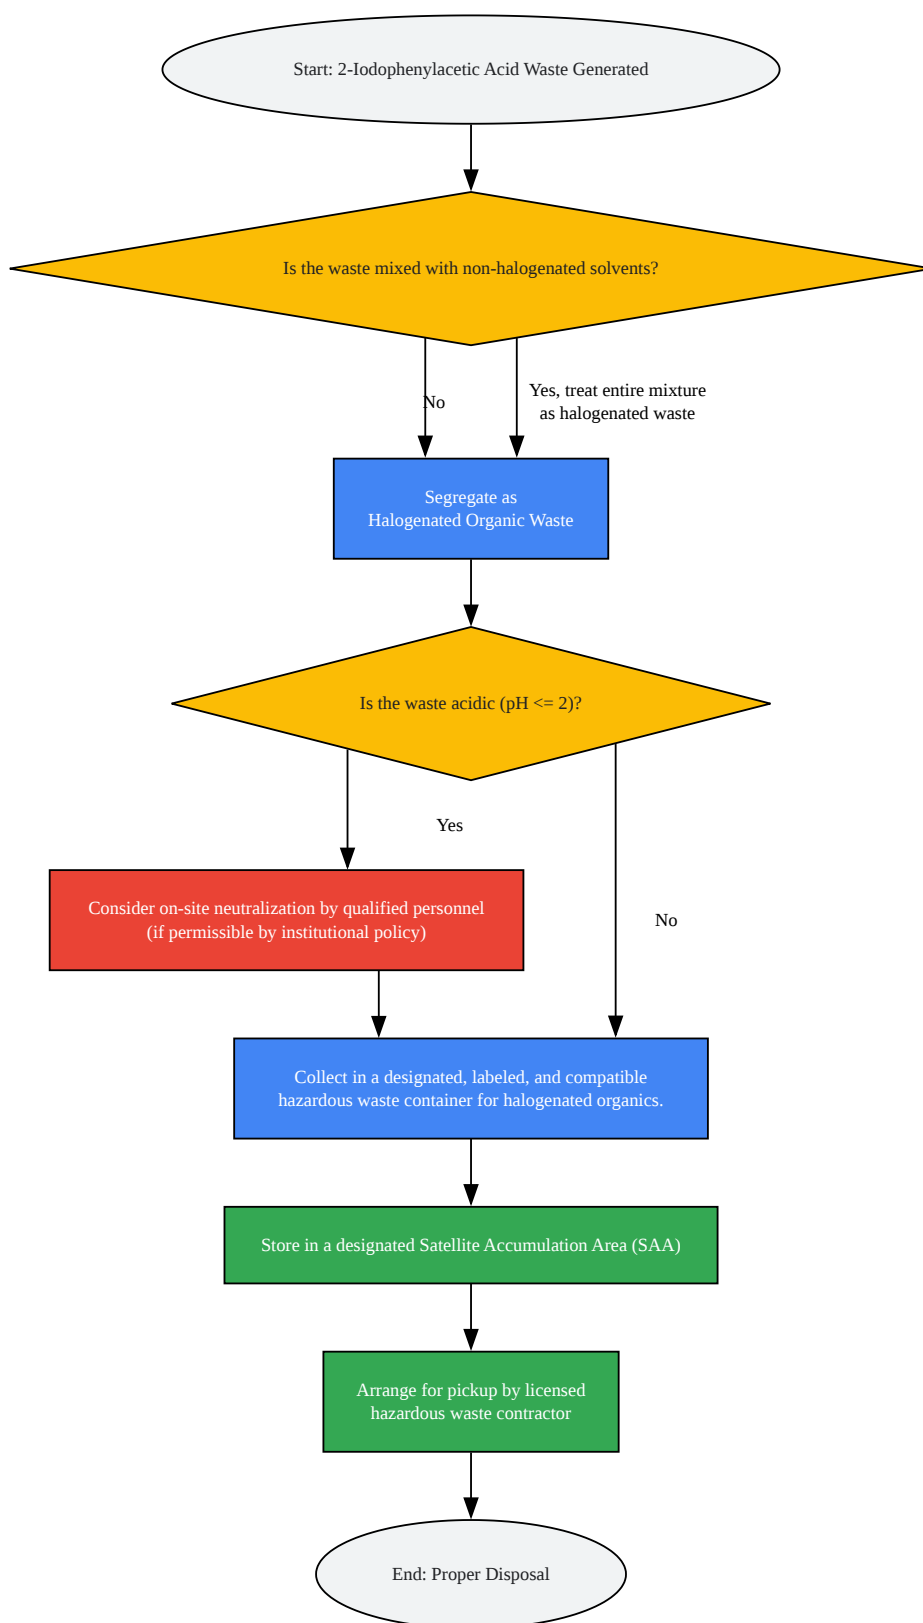 Start: 2-Iodophenylacetic Acid Waste Generated
Is the waste mixed with non-halogenated solvents?
No
Yes, treat entire mixture
as halogenated waste
Segregate as
Halogenated Organic Waste
Is the waste acidic (pH <= 2)?
Yes
Consider on-site neutralization by qualified personnel
(if permissible by institutional policy)
No
Collect in a designated, labeled, and compatible
hazardous waste container for halogenated organics.
Store in a designated Satellite Accumulation Area (SAA)
Arrange for pickup by licensed
hazardous waste contractor
End: Proper Disposal